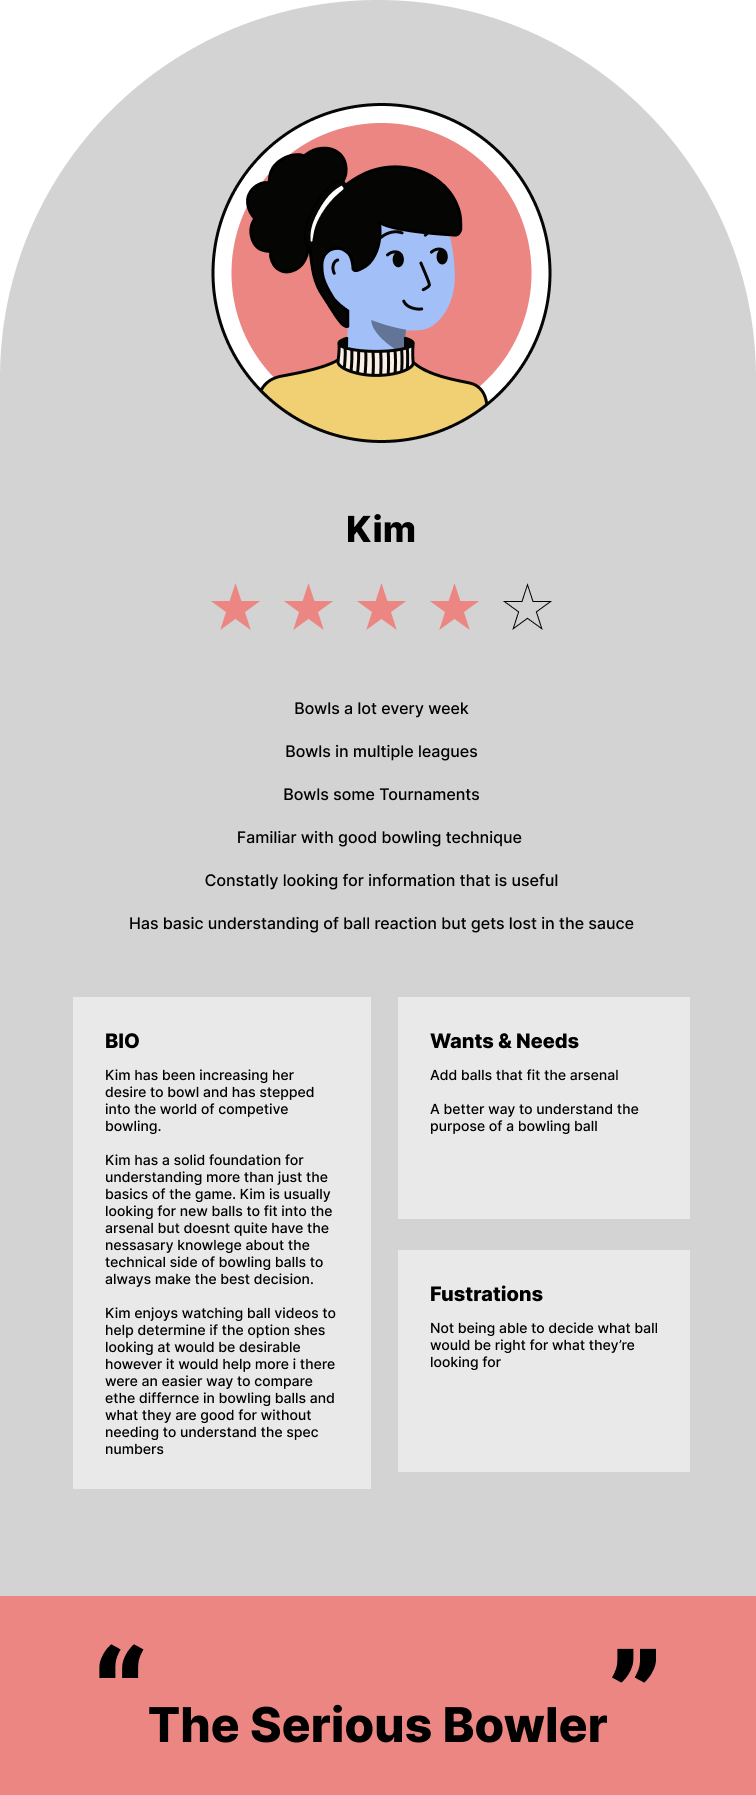 Kim
Bowls a lot every week
Bowls in multiple leagues
Bowls some Tournaments
Familiar with good bowling technique
Constatly looking for information that is useful
Has basic understanding of ball reaction but gets lost in the sauce
BIO
Kim has been increasing her
desire to bowl and has stepped
into the world of competive
bowling.
Kim has a solid foundation for
understanding more than just the
basics of the game. Kim is usually
looking for new balls to fit into the
arsenal but doesnt quite have the
nessasary knowlege about the
technical side of bowling balls to
always make the best decision.
Kim enjoys watching ball videos to
help determine if the option shes
looking at would be desirable
however it would help more i there
were an easier way to compare
ethe differnce in bowling balls and
what they are good for without
needing to understand the spec
numbers
Wants & Needs
Add balls that fit the arsenal
A better way to understand the
purpose of a bowling ball
Fustrations
Not being able to decide what ball
would be right for what they’re
looking for
“ ”
The Serious Bowler